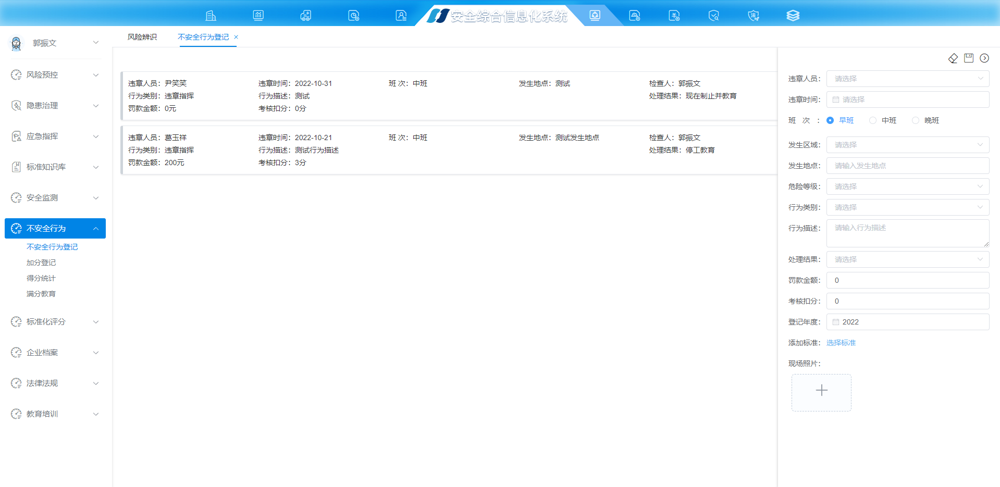 安全综合信息化系统
郭振文
风险预控
隐患治理
应急指挥
标准知识库
安全监测
不安全行为
不安全行为登记
加分登记
得分统计
满分教育
标准化评分
企业档案
法律法规
教育培训
风险辨识 不安全行为登记 ×
违章人员：尹笑笑 违章时间：2022-10-31 班 次：中班 发生地点：测试 检查人：郭振文
行为类别：违章指挥 行为描述：测试 处理结果：现在制止并教育
罚款金额：0元 考核扣分：0分
违章人员：葛玉祥 违章时间：2022-10-21 班 次：中班 发生地点：测试发生地点 检查人：郭振文
行为类别：违章指挥 行为描述：测试行为描述 处理结果：停工教育
罚款金额：200元 考核扣分：3分
违章人员： 请选择
违章时间： 请选择
班 次 ： 早班 中班 晚班
发生区域： 请选择
发生地点： 请输入发生地点
危险等级： 请选择
行为类别： 请选择
行为描述： 请输入行为描述
处理结果： 请选择
罚款金额： 0
考核扣分： 0
登记年度： 2022
添加标准： 选择标准
现场照片：